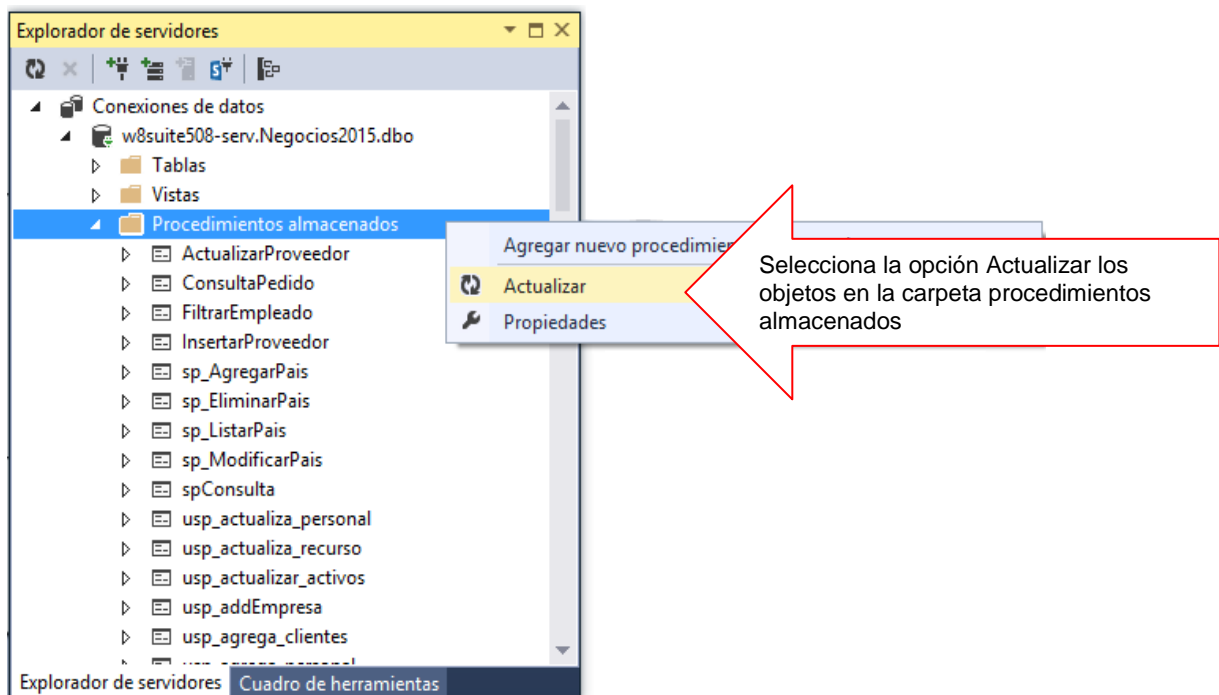 Explorador de servidores
Conexiones de datos
w8suite508-serv.Negocios2015.dbo
Tablas
Vistas
Procedimientos almacenados
ActualizarProveedor
ConsultaPedido
FiltrarEmpleado
InsertarProveedor
sp_AgregarPais
sp_EliminarPais
sp_ListarPais
sp_ModificarPais
spConsulta
usp_actualiza_personal
usp_actualiza_recurso
usp_actualizar_activos
usp_addEmpresa
usp_agrega_clientes
Agregar nuevo
Actualizar
Propiedades
Selecciona la opción Actualizar los
objetos en la carpeta procedimientos
almacenados
Explorador de servidores
Cuadro de herramientas